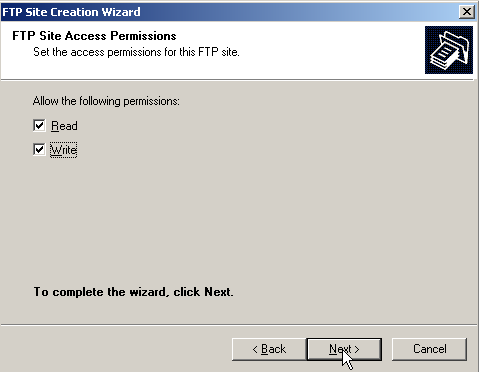 FTP Site Creation Wizard
FTP Site Access Permissions
Set the access permissions for this FTP site.
Allow the following permissions:
Read
Write
To complete the wizard, click Next.
< Back
Next >
Cancel